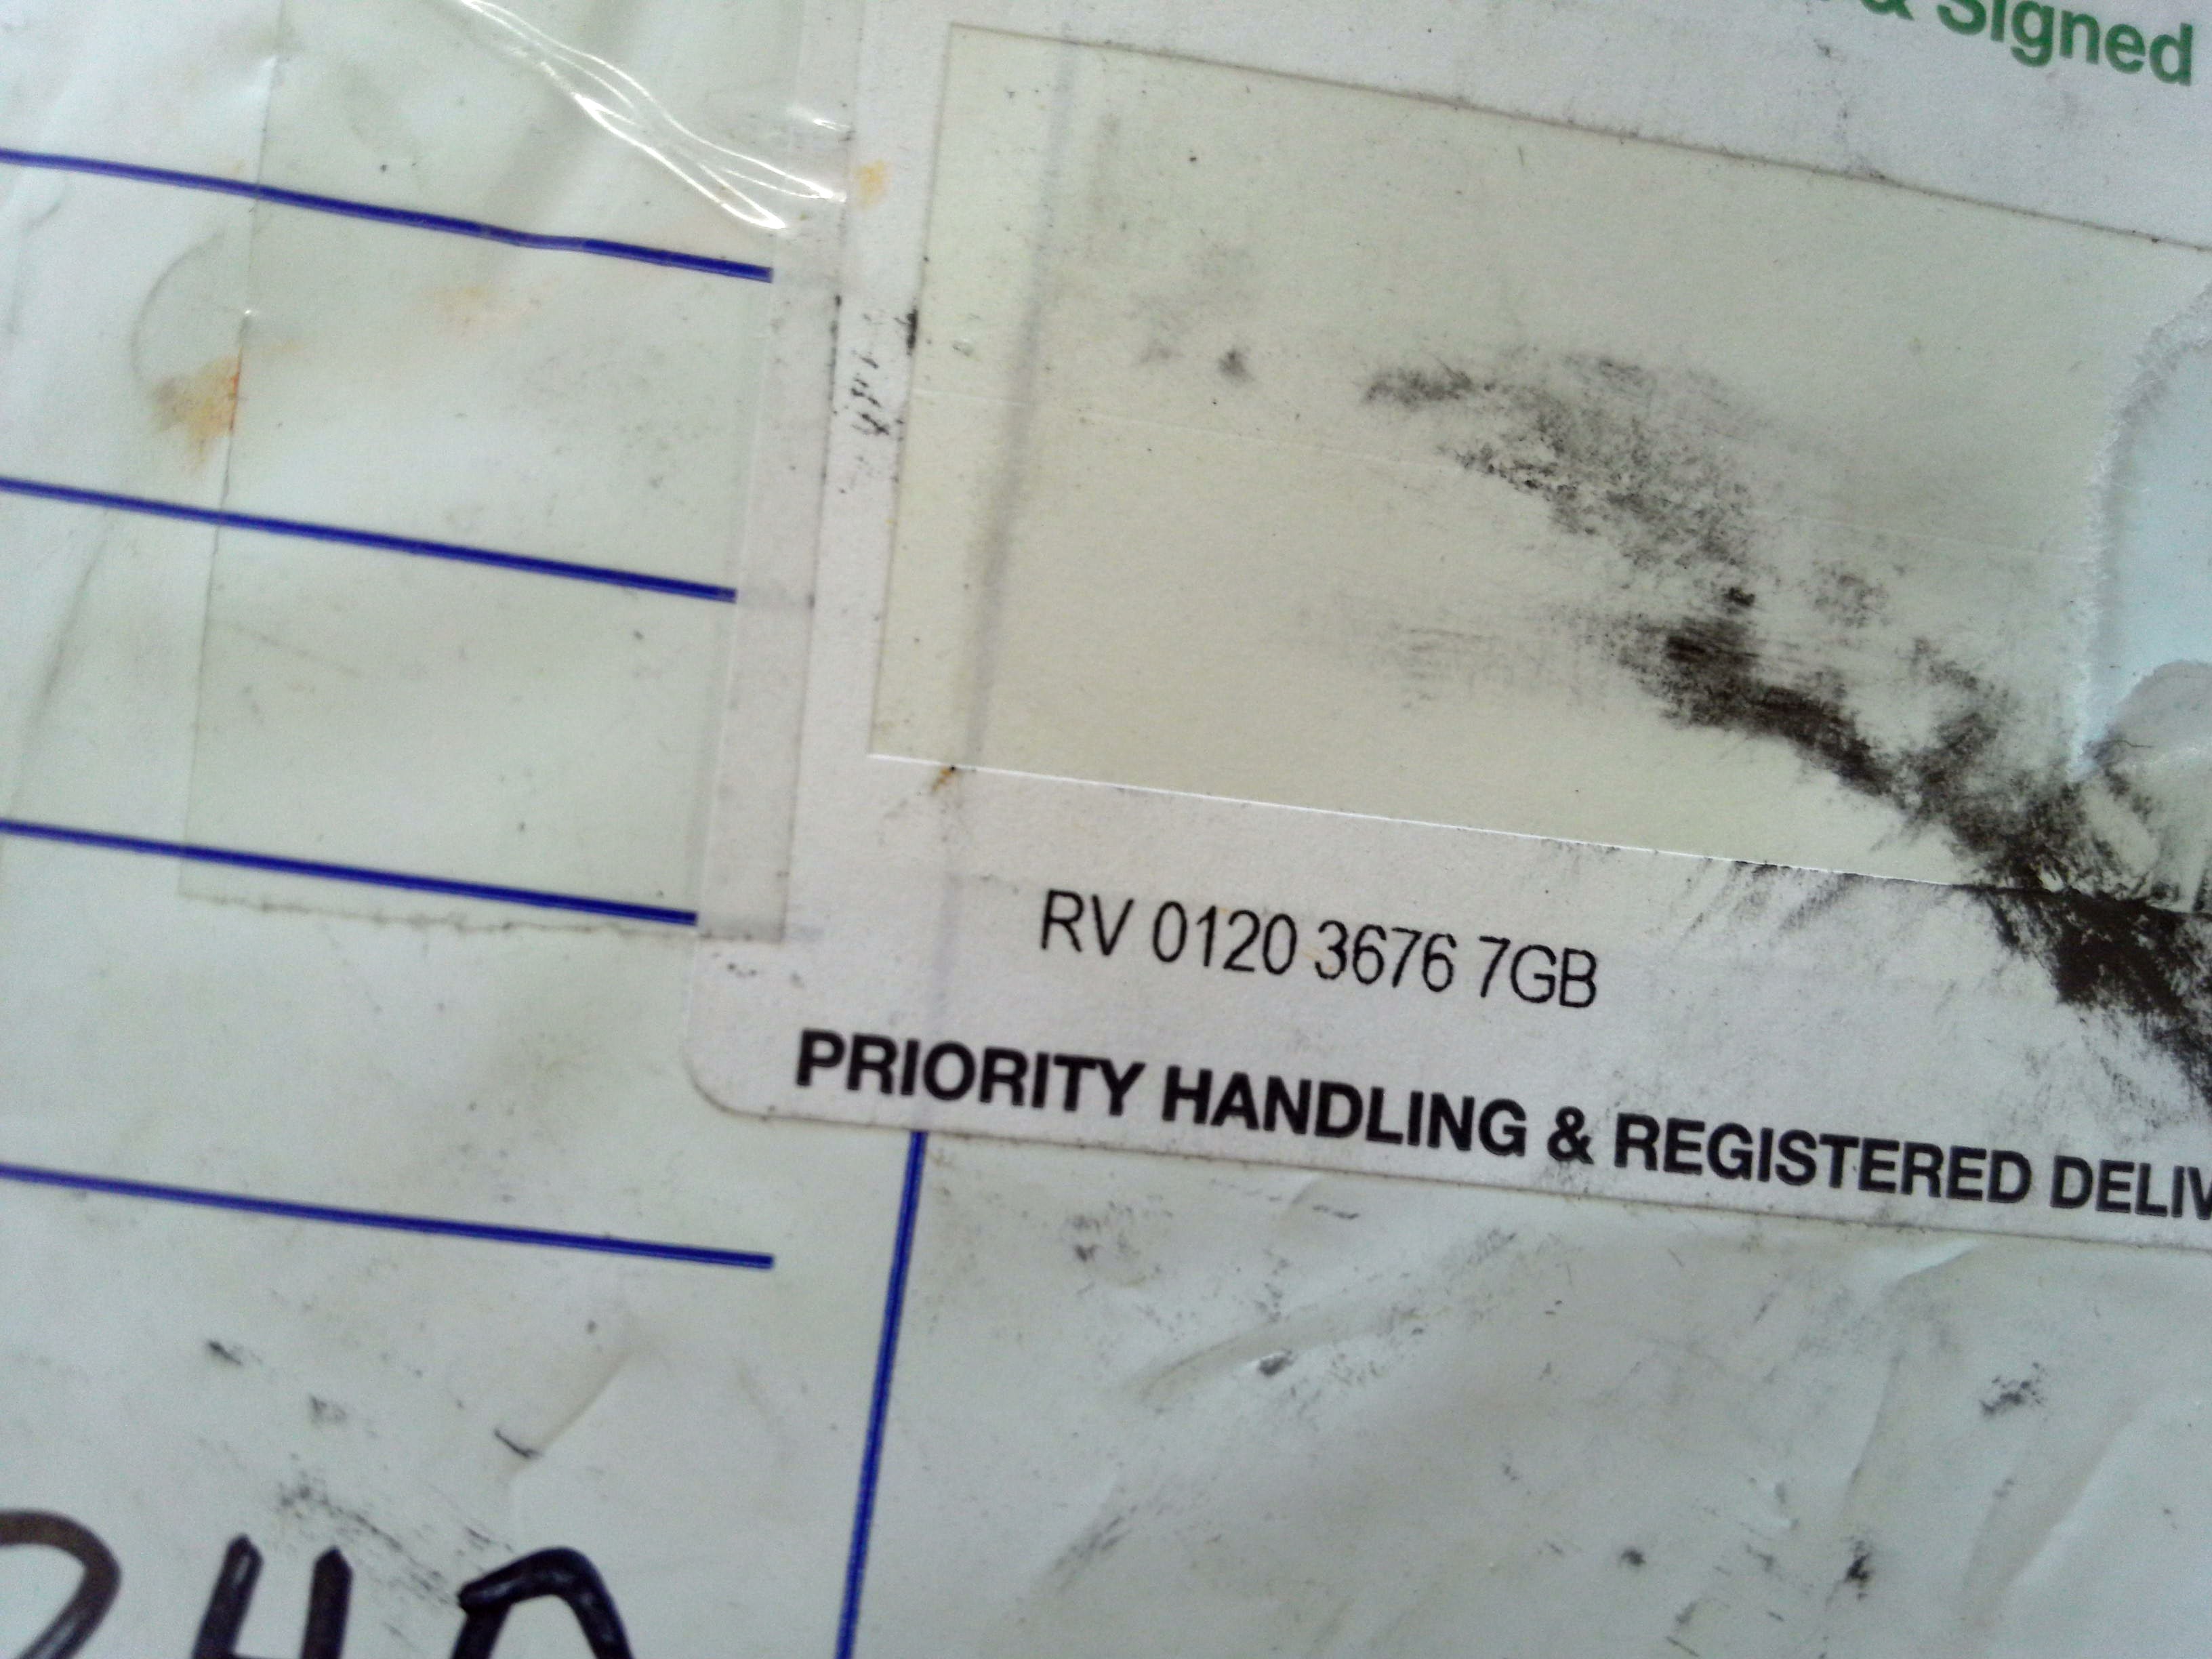 & Signed
RV 0120 3676 7GB
PRIORITY HANDLING & REGISTERED DELIV